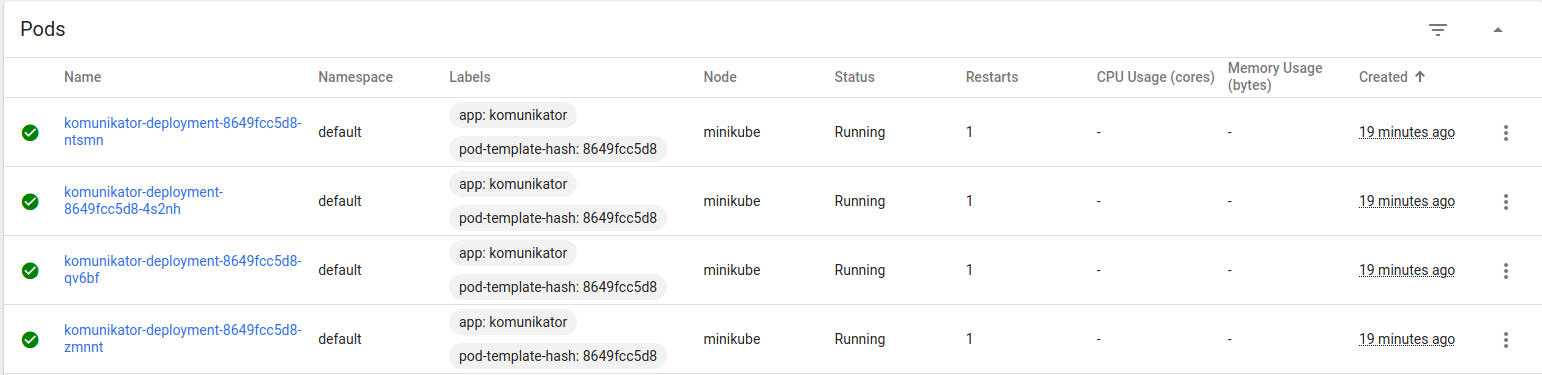 Pods
Name Namespace Labels Node Status Restarts CPU Usage (cores) Memory Usage (bytes) Created
komunikator-deployment-8649fcc5d8-ntsmn default app: komunikator pod-template-hash: 8649fcc5d8 minikube Running 1 - - 19 minutes ago
komunikator-deployment-8649fcc5d8-4s2nh default app: komunikator pod-template-hash: 8649fcc5d8 minikube Running 1 - - 19 minutes ago
komunikator-deployment-8649fcc5d8-qv6bf default app: komunikator pod-template-hash: 8649fcc5d8 minikube Running 1 - - 19 minutes ago
komunikator-deployment-8649fcc5d8-zmnnt default app: komunikator pod-template-hash: 8649fcc5d8 minikube Running 1 - - 19 minutes ago